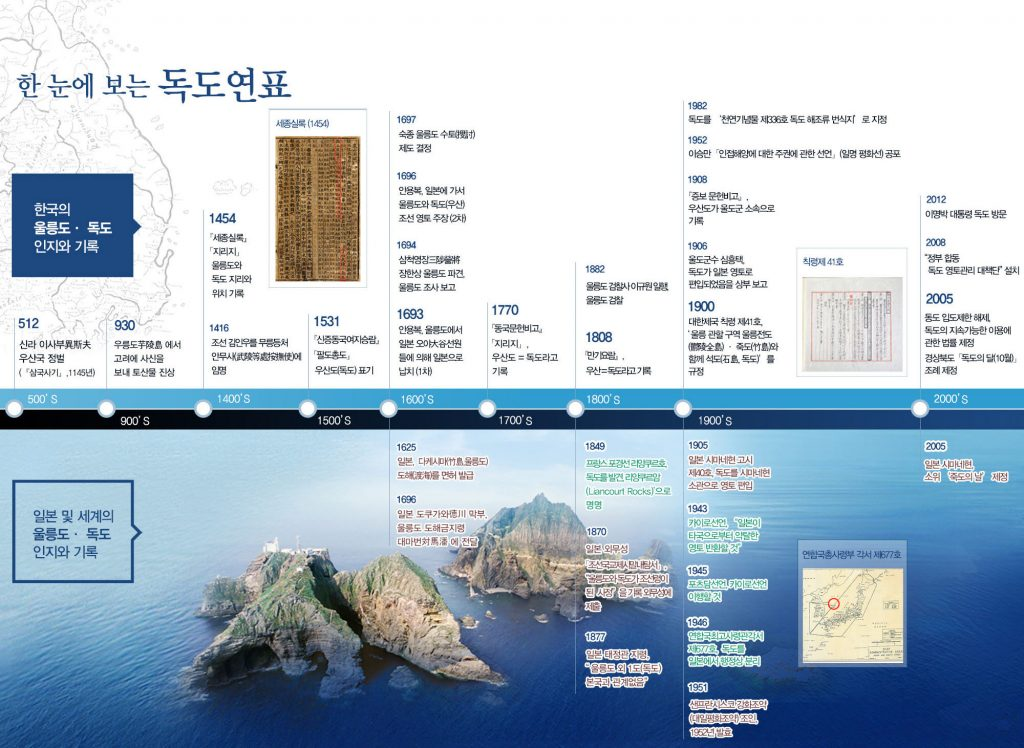 한 눈에 보는 독도연표
한국의
울릉도 · 독도
인지와 기록
512
신라 이사부異斯夫
우산국 정벌
(『삼국사기』,1145년)
930
우릉도芋陵島 에서
고려에 사신을
보내 토산물 진상
1454
『세종실록』
「지리지」
울릉도와
독도 지리와
위치 기록
1416
조선 김인우를 무릉등처
안무사(武陵等處按撫使)에
임명
세종실록 (1454)
1531
『신증동국여지승람』
「팔도총도」
우산도(독도) 표기
1697
숙종 울릉도 수토(搜討)
제도 결정
1696
안용복, 일본에 가서
울릉도와 독도(우산)
조선 영토 주장 (2차)
1694
삼척영장三陟營將
장한상 울릉도 파견,
울릉도 조사 보고
1693
안용복, 울릉도에서
일본 오야大谷선원
들에 의해 일본으로
납치 (1차)
1770
『동국문헌비고』
「지리지」,
우산도 = 독도라고
기록
1882
울릉도 검찰사 이규원 일행,
울릉도 검찰
1808
『만기요람』,
우산=독도라고 기록
1982
독도를 ‘천연기념물 제336호 독도 해조류 번식지’ 로 지정
1952
이승만 「인접해양에 대한 주권에 관한 선언」(일명 평화선) 공포
1908
『증보 문헌비고』,
우산도가 울도군 소속으로
기록
1906
울도군수 심흥택,
독도가 일본 영토로
편입되었음을 상부 보고
1900
대한제국 칙령 제41호,
‘울릉 관할 구역 울릉전도
(鬱陵全島) · 죽도(竹島)와
함께 석도(石島, 독도)’ 를
규정
칙령제 41호
2012
이명박 대통령 독도 방문
2008
“정부 합동
독도 영토관리 대책단” 설치
2005
동도 입도제한 해제,
독도의 지속가능한 이용에
관한 법률 제정
경상북도「독도의 달(10월)」
조례 제정
500’ S
900’ S
1400’ S
1500’ S
1600’ S
1700’ S
1800’ S
1900’ S
2000’ S
일본 및 세계의
울릉도 · 독도
인지와 기록
1625
일본, 다케시마(竹島,울릉도)
도해(渡海)를 면허 발급
1696
일본 도쿠가와德川 막부,
울릉도 도해금지령
대마번対馬藩 에 전달
1849
프랑스 포경선 리앙쿠르호,
독도를 발견, 리앙쿠르암
(Liancourt Rocks)으로
명명
1870
일본 외무성
「조선국교제시말내탐서」,
“울릉도와 독도가 조선령이
된 사정”을 기록 외무성에
제출
1877
일본 태정관 지령,
“울릉도 외 1도(독도)
본국과 관계없음”
1905
일본 시마네현 고시
제40호, 독도를 시마네현
소관으로 영토 편입
1943
카이로선언, “일본이
타국으로부터 약탈한
영토 반환할 것”
1945
포츠담선언, 카이로선언
이행할 것
1946
연합국최고사령관각서
제677호, 독도를
일본에서 행정상 분리
1951
샌프란시스코 강화조약
(대일평화조약) 조인,
1952년 발효
연합국총사령부 각서 제677호
2005
일본 시마네현,
소위 ‘죽도의 날’ 제정